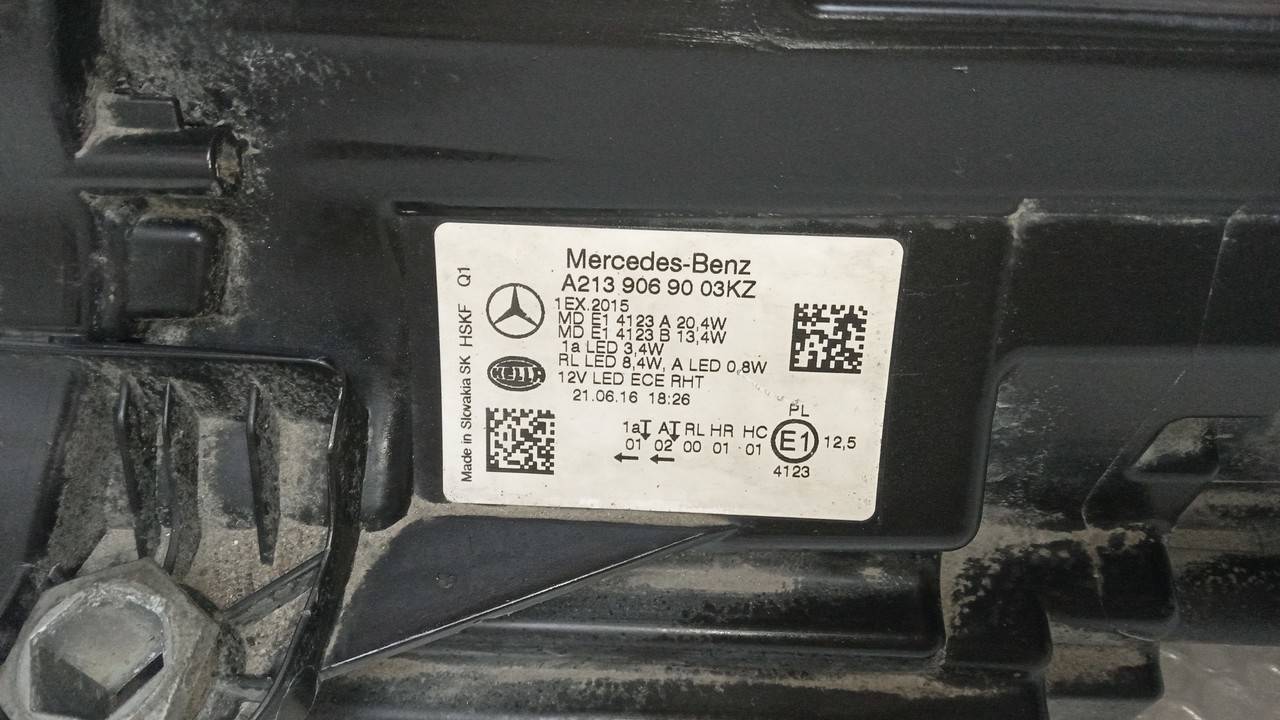 Mercedes-Benz
A213 906 90 03KZ
1EX.2015
MD E1 4123 A 20,4W
MD E1 4123 B 13,4W
1a LED 3,4W
RL LED 8,4W, A LED 0,8W
12V LED ECE RHT
21.06.16 18:26
HELLA
Made in Slovakia SK HSKF Q1
1a A RL HR HC
01 02 00 01 01
PL
E1 12,5
4123